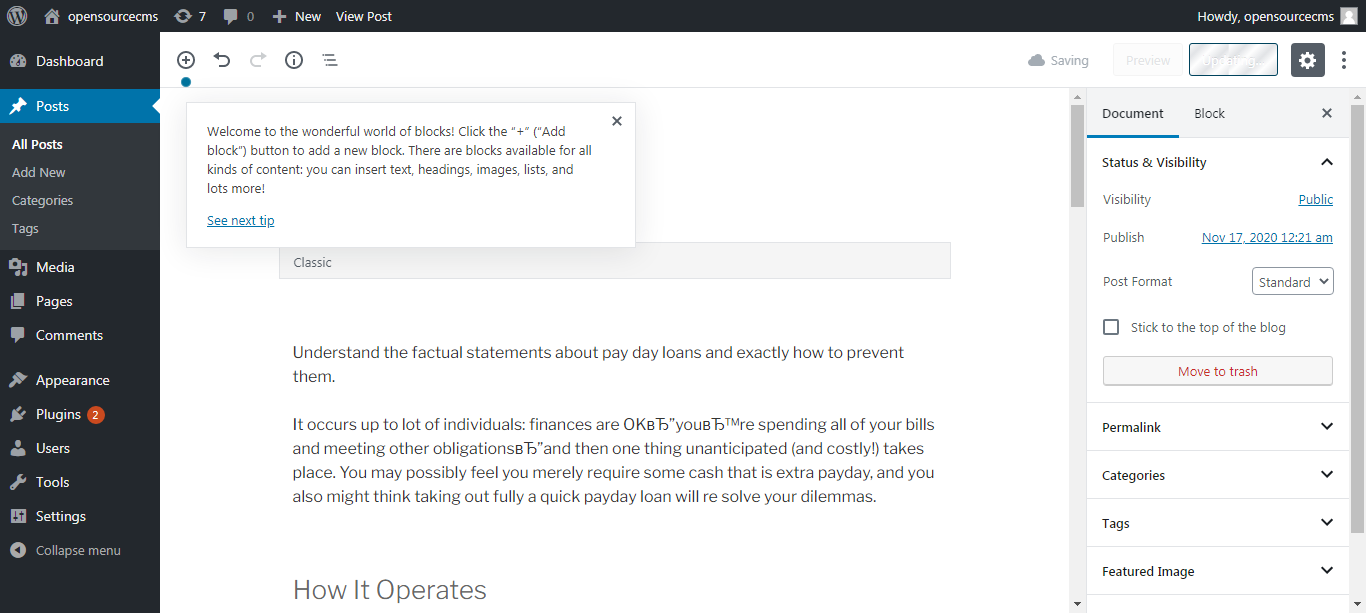 opensourcecms 7 0 New View Post Howdy, opensourcecms
Dashboard
Posts
All Posts
Add New
Categories
Tags
Media
Pages
Comments
Appearance
Plugins 2
Users
Tools
Settings
Collapse menu
Saving Preview Updating...
Welcome to the wonderful world of blocks! Click the “+” (“Add
block”) button to add a new block. There are blocks available for all
kinds of content: you can insert text, headings, images, lists, and
lots more!
See next tip
Classic
Understand the factual statements about pay day loans and exactly how to prevent
them.
It occurs up to lot of individuals: finances are OKвЂ”youвЂ™re spending all of your bills
and meeting other obligationsвЂ”and then one thing unanticipated (and costly!) takes
place. You may possibly feel you merely require some cash that is extra payday, and you
also might think taking out fully a quick payday loan will re solve your dilemmas.
How It Operates
Document Block
Status & Visibility
Visibility Public
Publish Nov 17, 2020 12:21 am
Post Format Standard
Stick to the top of the blog
Move to trash
Permalink
Categories
Tags
Featured Image